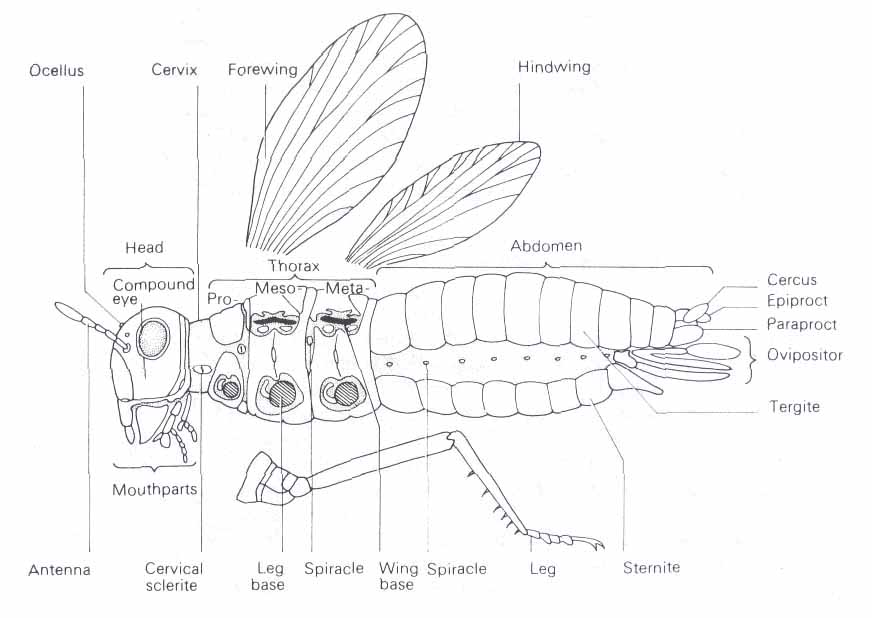 Ocellus
Cervix
Forewing
Hindwing
Head
Thorax
Abdomen
Compound
eye
Pro-
Meso-
Meta-
Cercus
Epiproct
Paraproct
Ovipositor
Tergite
Mouthparts
Antenna
Cervical
sclerite
Leg
base
Spiracle
Wing
base
Spiracle
Leg
Sternite